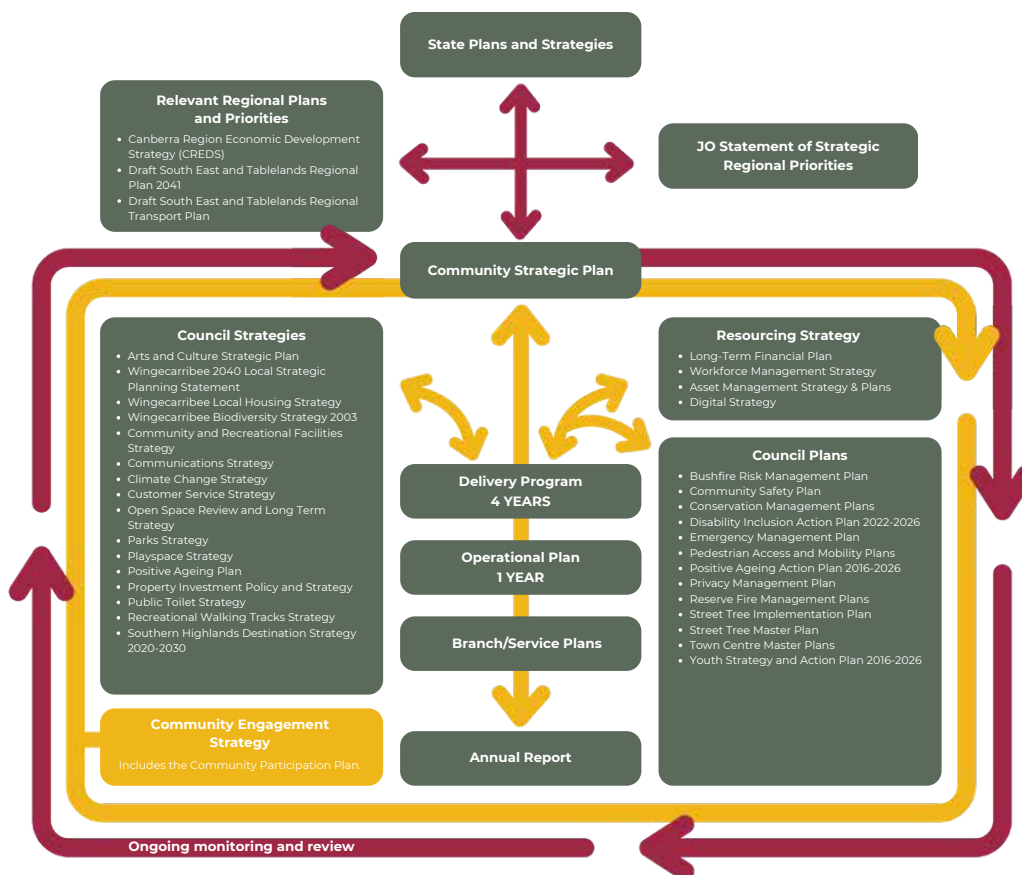 State Plans and Strategies
Relevant Regional Plans
and Priorities
• Canberra Region Economic Development
Strategy (CREDS)
• Draft South East and Tablelands Regional
Plan 2041
• Draft South East and Tablelands Regional
Transport Plan
JO Statement of Strategic
Regional Priorities
Community Strategic Plan
Council Strategies
• Arts and Culture Strategic Plan
• Wingecarribee 2040 Local Strategic
Planning Statement
• Wingecarribee Local Housing Strategy
• Wingecarribee Biodiversity Strategy 2003
• Community and Recreational Facilities
Strategy
• Communications Strategy
• Climate Change Strategy
• Customer Service Strategy
• Open Space Review and Long Term
Strategy
• Parks Strategy
• Playspace Strategy
• Positive Ageing Plan
• Property Investment Policy and Strategy
• Public Toilet Strategy
• Recreational Walking Tracks Strategy
• Southern Highlands Destination Strategy
2020-2030
Resourcing Strategy
• Long-Term Financial Plan
• Workforce Management Strategy
• Asset Management Strategy & Plans
• Digital Strategy
Delivery Program
4 YEARS
Operational Plan
1 YEAR
Branch/Service Plans
Annual Report
Council Plans
• Bushfire Risk Management Plan
• Community Safety Plan
• Conservation Management Plans
• Disability Inclusion Action Plan 2022-2026
• Emergency Management Plan
• Pedestrian Access and Mobility Plans
• Positive Ageing Action Plan 2016-2026
• Privacy Management Plan
• Reserve Fire Management Plans
• Street Tree Implementation Plan
• Street Tree Master Plan
• Town Centre Master Plans
• Youth Strategy and Action Plan 2016-2026
Community Engagement
Strategy
Includes the Community Participation Plan.
Ongoing monitoring and review